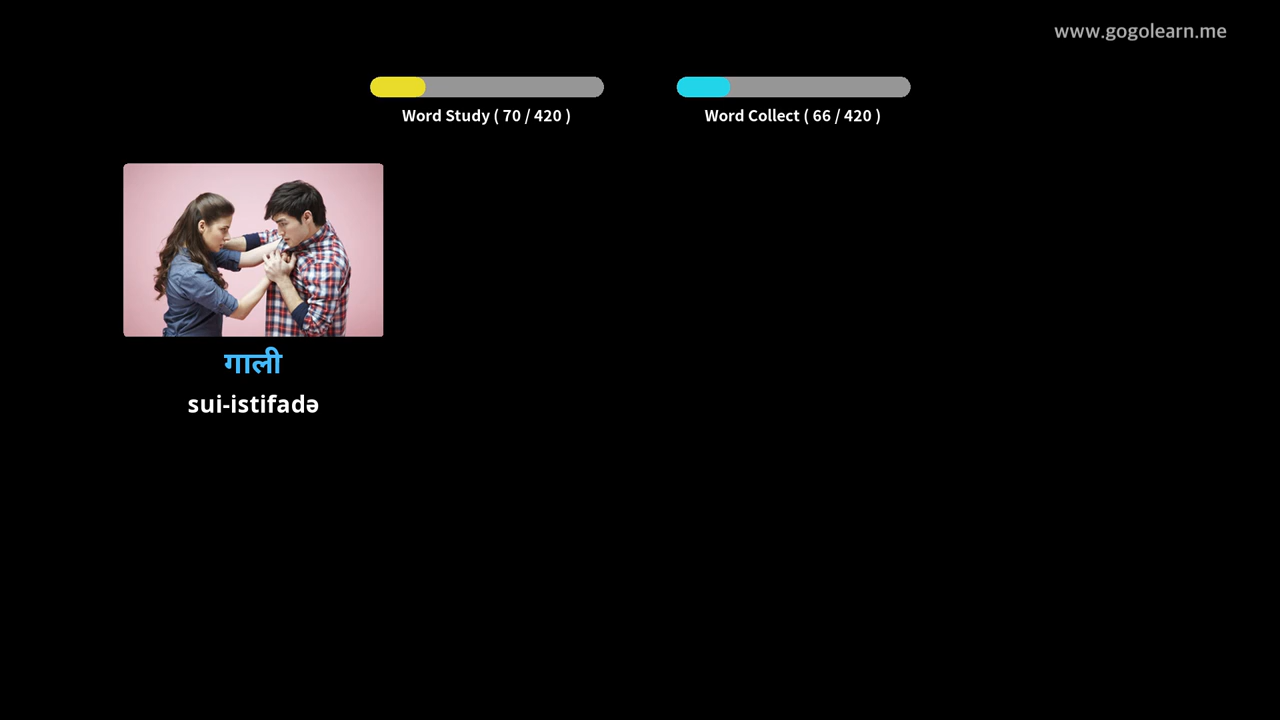 www.gogolearn.me
Word Study ( 70 / 420 )
Word Collect ( 66 / 420 )
गाली
sui-istifadə